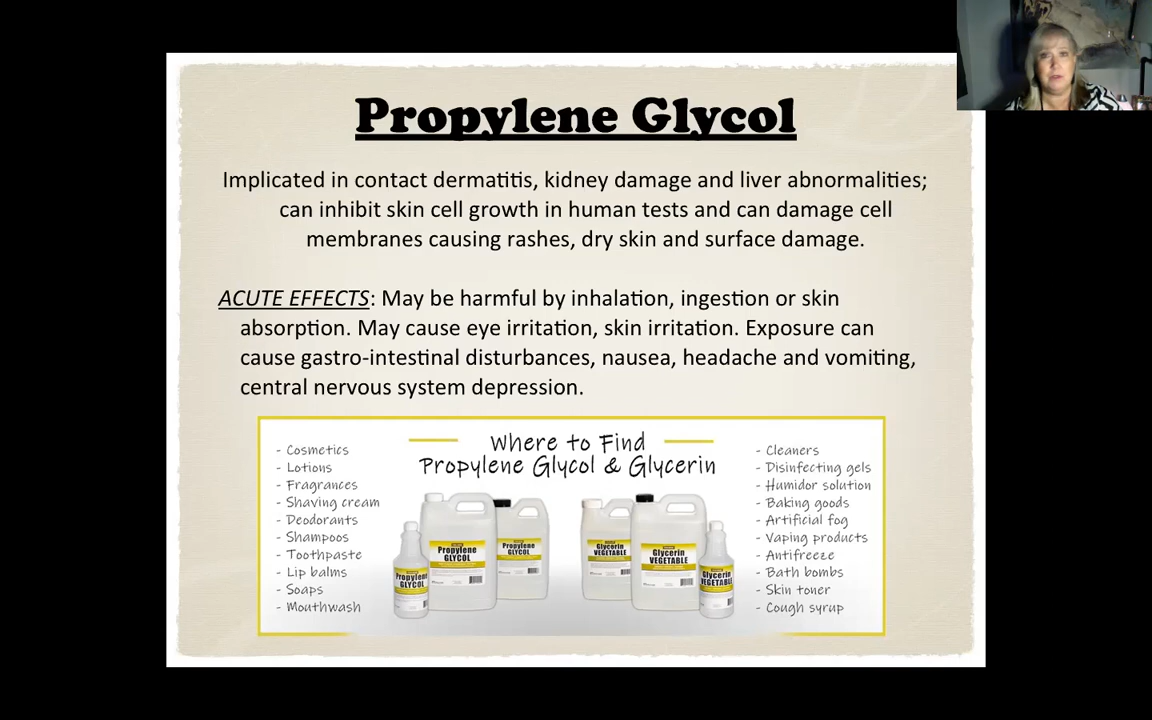 Propylene Glycol
Implicated in contact dermatitis, kidney damage and liver abnormalities;
can inhibit skin cell growth in human tests and can damage cell
membranes causing rashes, dry skin and surface damage.
ACUTE EFFECTS: May be harmful by inhalation, ingestion or skin
absorption. May cause eye irritation, skin irritation. Exposure can
cause gastro-intestinal disturbances, nausea, headache and vomiting,
central nervous system depression.
Where to Find
Propylene Glycol & Glycerin
- Cosmetics
- Lotions
- Fragrances
- Shaving cream
- Deodorants
- Shampoos
- Toothpaste
- Lip balms
- Soaps
- Mouthwash
Propylene
GLYCOL
Propylene
GLYCOL
Propylene
GLYCOL
Glycerin
VEGETABLE
Glycerin
VEGETABLE
Glycerin
VEGETABLE
- Cleaners
- Disinfecting gels
- Humidor solution
- Baking goods
- Artificial fog
- Vaping products
- Antifreeze
- Bath bombs
- Skin toner
- Cough syrup